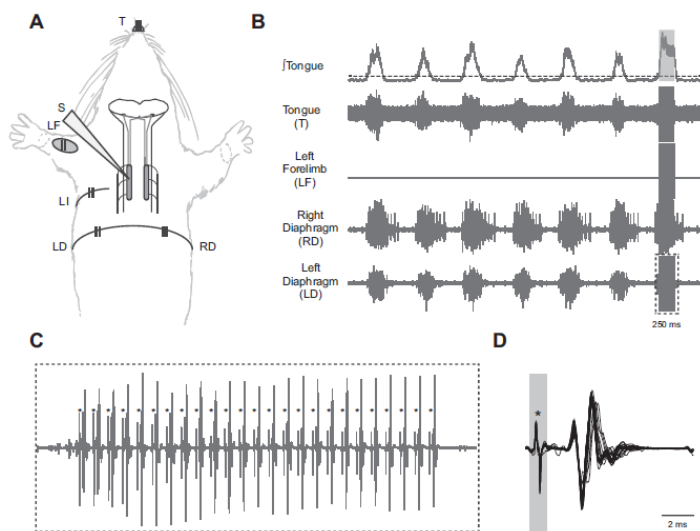 A
T
S
LF
LI
LD
RD
B
∫Tongue
Tongue
(T)
Left
Forelimb
(LF)
Right
Diaphragm
(RD)
Left
Diaphragm
(LD)
250 ms
C
* * * * * * * * * * * * * * * * * * * * * * * * *
D
*
2 ms